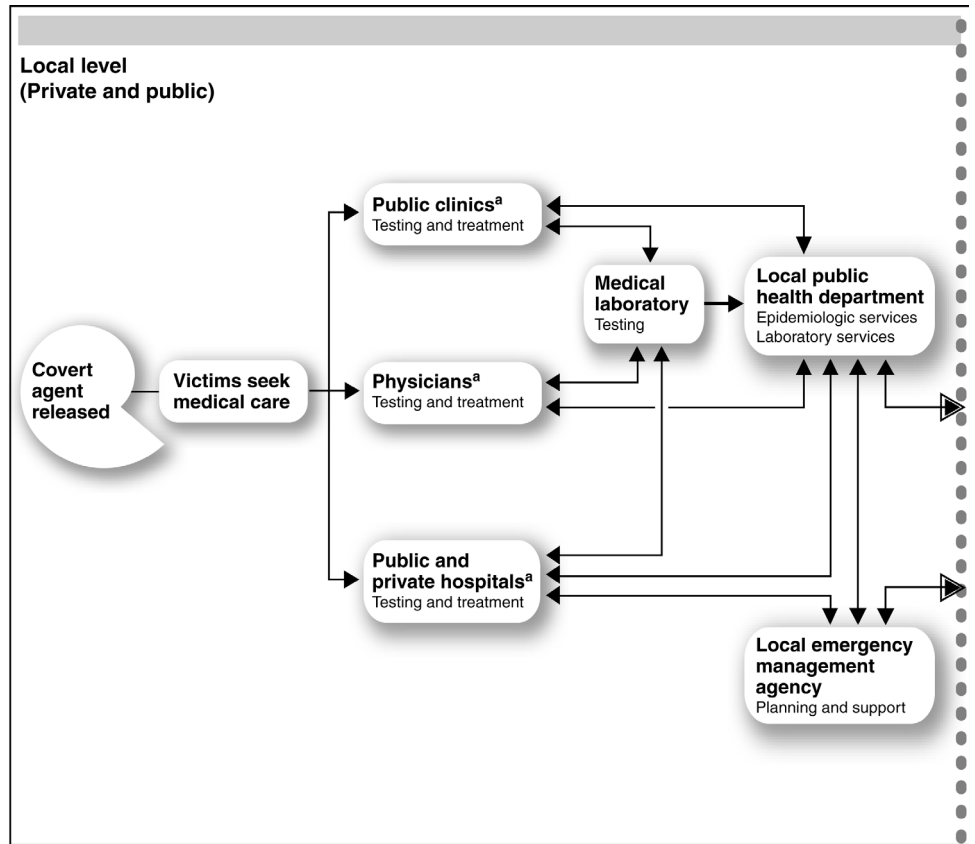 Local level
(Private and public)
Public clinicsª
Testing and treatment
Medical
laboratory
Testing
Local public
health department
Epidemiologic services
Laboratory services
Covert
agent
released
Victims seek
medical care
Physiciansª
Testing and treatment
Public and
private hospitalsª
Testing and treatment
Local emergency
management
agency
Planning and support